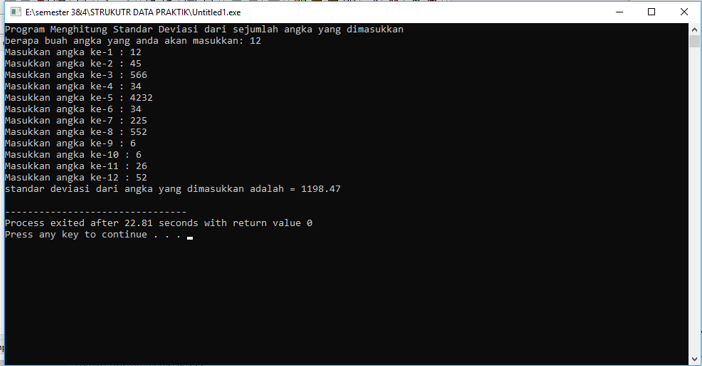 E:\semester 3&4\STRUKUTR DATA PRAKTIK\Untitled1.exe
Program Menghitung Standar Deviasi dari sejumlah angka yang dimasukkan
berapa buah angka yang anda akan masukkan: 12
Masukkan angka ke-1 : 12
Masukkan angka ke-2 : 45
Masukkan angka ke-3 : 566
Masukkan angka ke-4 : 34
Masukkan angka ke-5 : 4232
Masukkan angka ke-6 : 34
Masukkan angka ke-7 : 225
Masukkan angka ke-8 : 552
Masukkan angka ke-9 : 6
Masukkan angka ke-10 : 6
Masukkan angka ke-11 : 26
Masukkan angka ke-12 : 52
standar deviasi dari angka yang dimasukkan adalah = 1198.47
--------------------------------
Process exited after 22.81 seconds with return value 0
Press any key to continue . . .